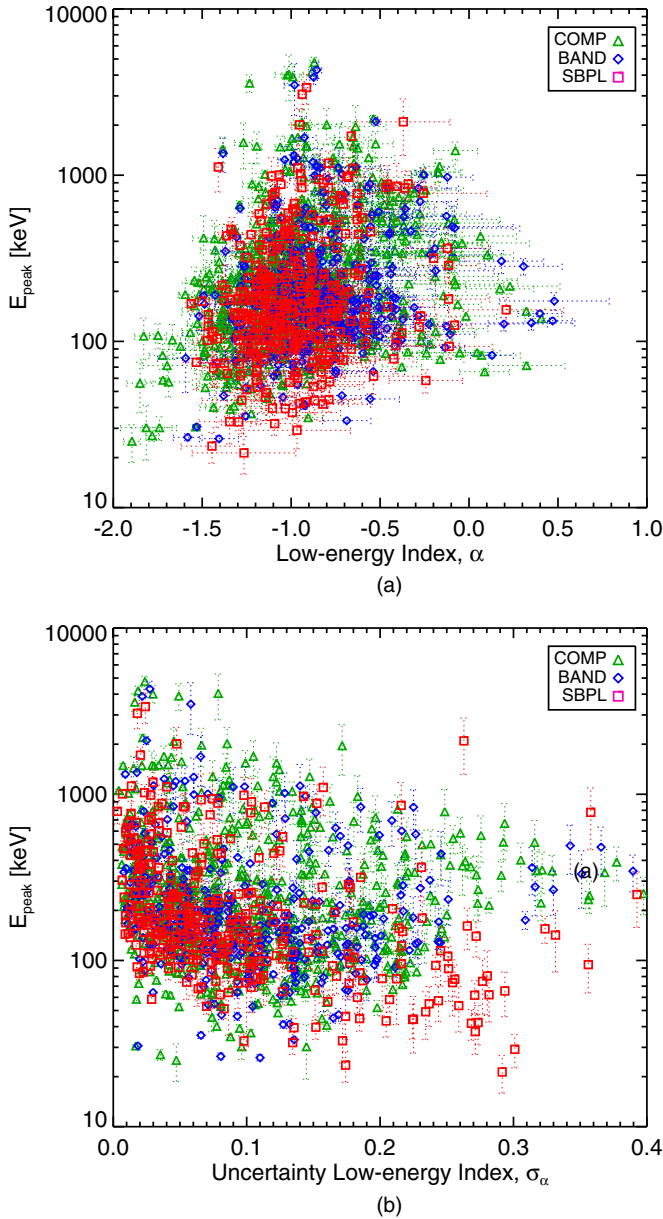 10000
COMP
BAND
SBPL
1000
E_peak [keV]
100
10
-2.0 -1.5 -1.0 -0.5 0.0 0.5 1.0
Low-energy Index, α
(a)
10000
COMP
BAND
SBPL
1000
E_peak [keV]
(a)
100
10
0.0 0.1 0.2 0.3 0.4
Uncertainty Low-energy Index, σ_α
(b)